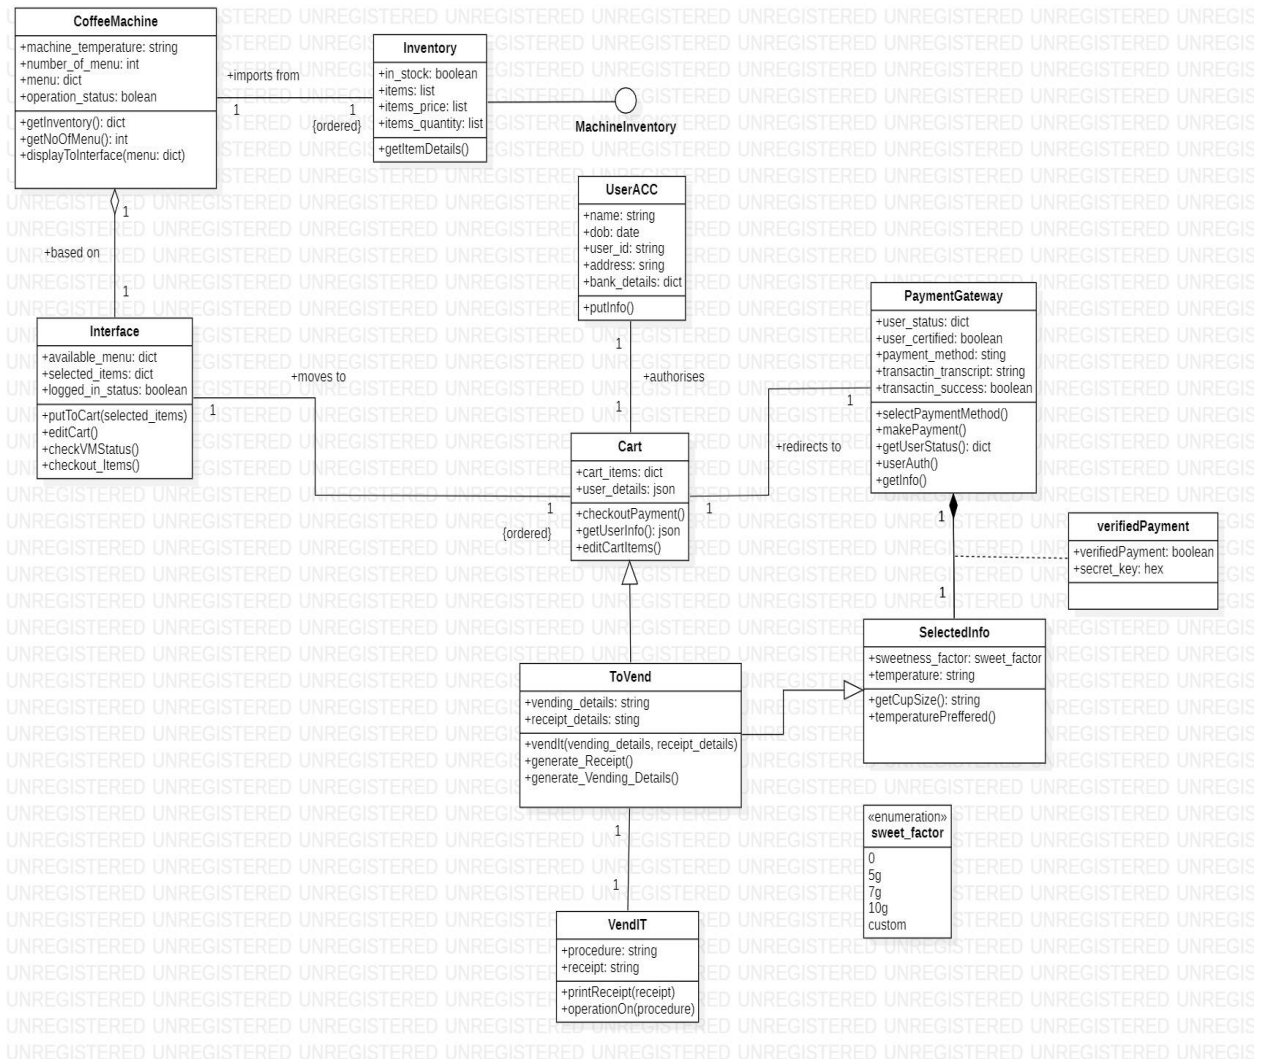 CoffeeMachine
+machine_temperature: string
+number_of_menu: int
+menu: dict
+operation_status: bolean
+getInventory(): dict
+getNoOfMenu(): int
+displayToInterface(menu: dict)
+imports from
1
1
{ordered}
Inventory
+in_stock: boolean
+items: list
+items_price: list
+items_quantity: list
+getItemDetails()
MachineInventory
1
+based on
1
UserACC
+name: string
+dob: date
+user_id: string
+address: sring
+bank_details: dict
+putInfo()
Interface
+available_menu: dict
+selected_items: dict
+logged_in_status: boolean
+putToCart(selected_items)
+editCart()
+checkVMStatus()
+checkout_Items()
1
+moves to
1
{ordered}
1
+authorises
1
PaymentGateway
+user_status: dict
+user_certified: boolean
+payment_method: sting
+transactin_transcript: string
+transactin_success: boolean
+selectPaymentMethod()
+makePayment()
+getUserStatus(): dict
+userAuth()
+getInfo()
1
+redirects to
1
Cart
+cart_items: dict
+user_details: json
+checkoutPayment()
+getUserInfo(): json
+editCartItems()
1
1
verifiedPayment
+verifiedPayment: boolean
+secret_key: hex
SelectedInfo
+sweetness_factor: sweet_factor
+temperature: string
+getCupSize(): string
+temperaturePreffered()
ToVend
+vending_details: string
+receipt_details: sting
+vendIt(vending_details, receipt_details)
+generate_Receipt()
+generate_Vending_Details()
1
1
«enumeration»
sweet_factor
0
5g
7g
10g
custom
VendIT
+procedure: string
+receipt: string
+printReceipt(receipt)
+operationOn(procedure)
UNREGISTERED